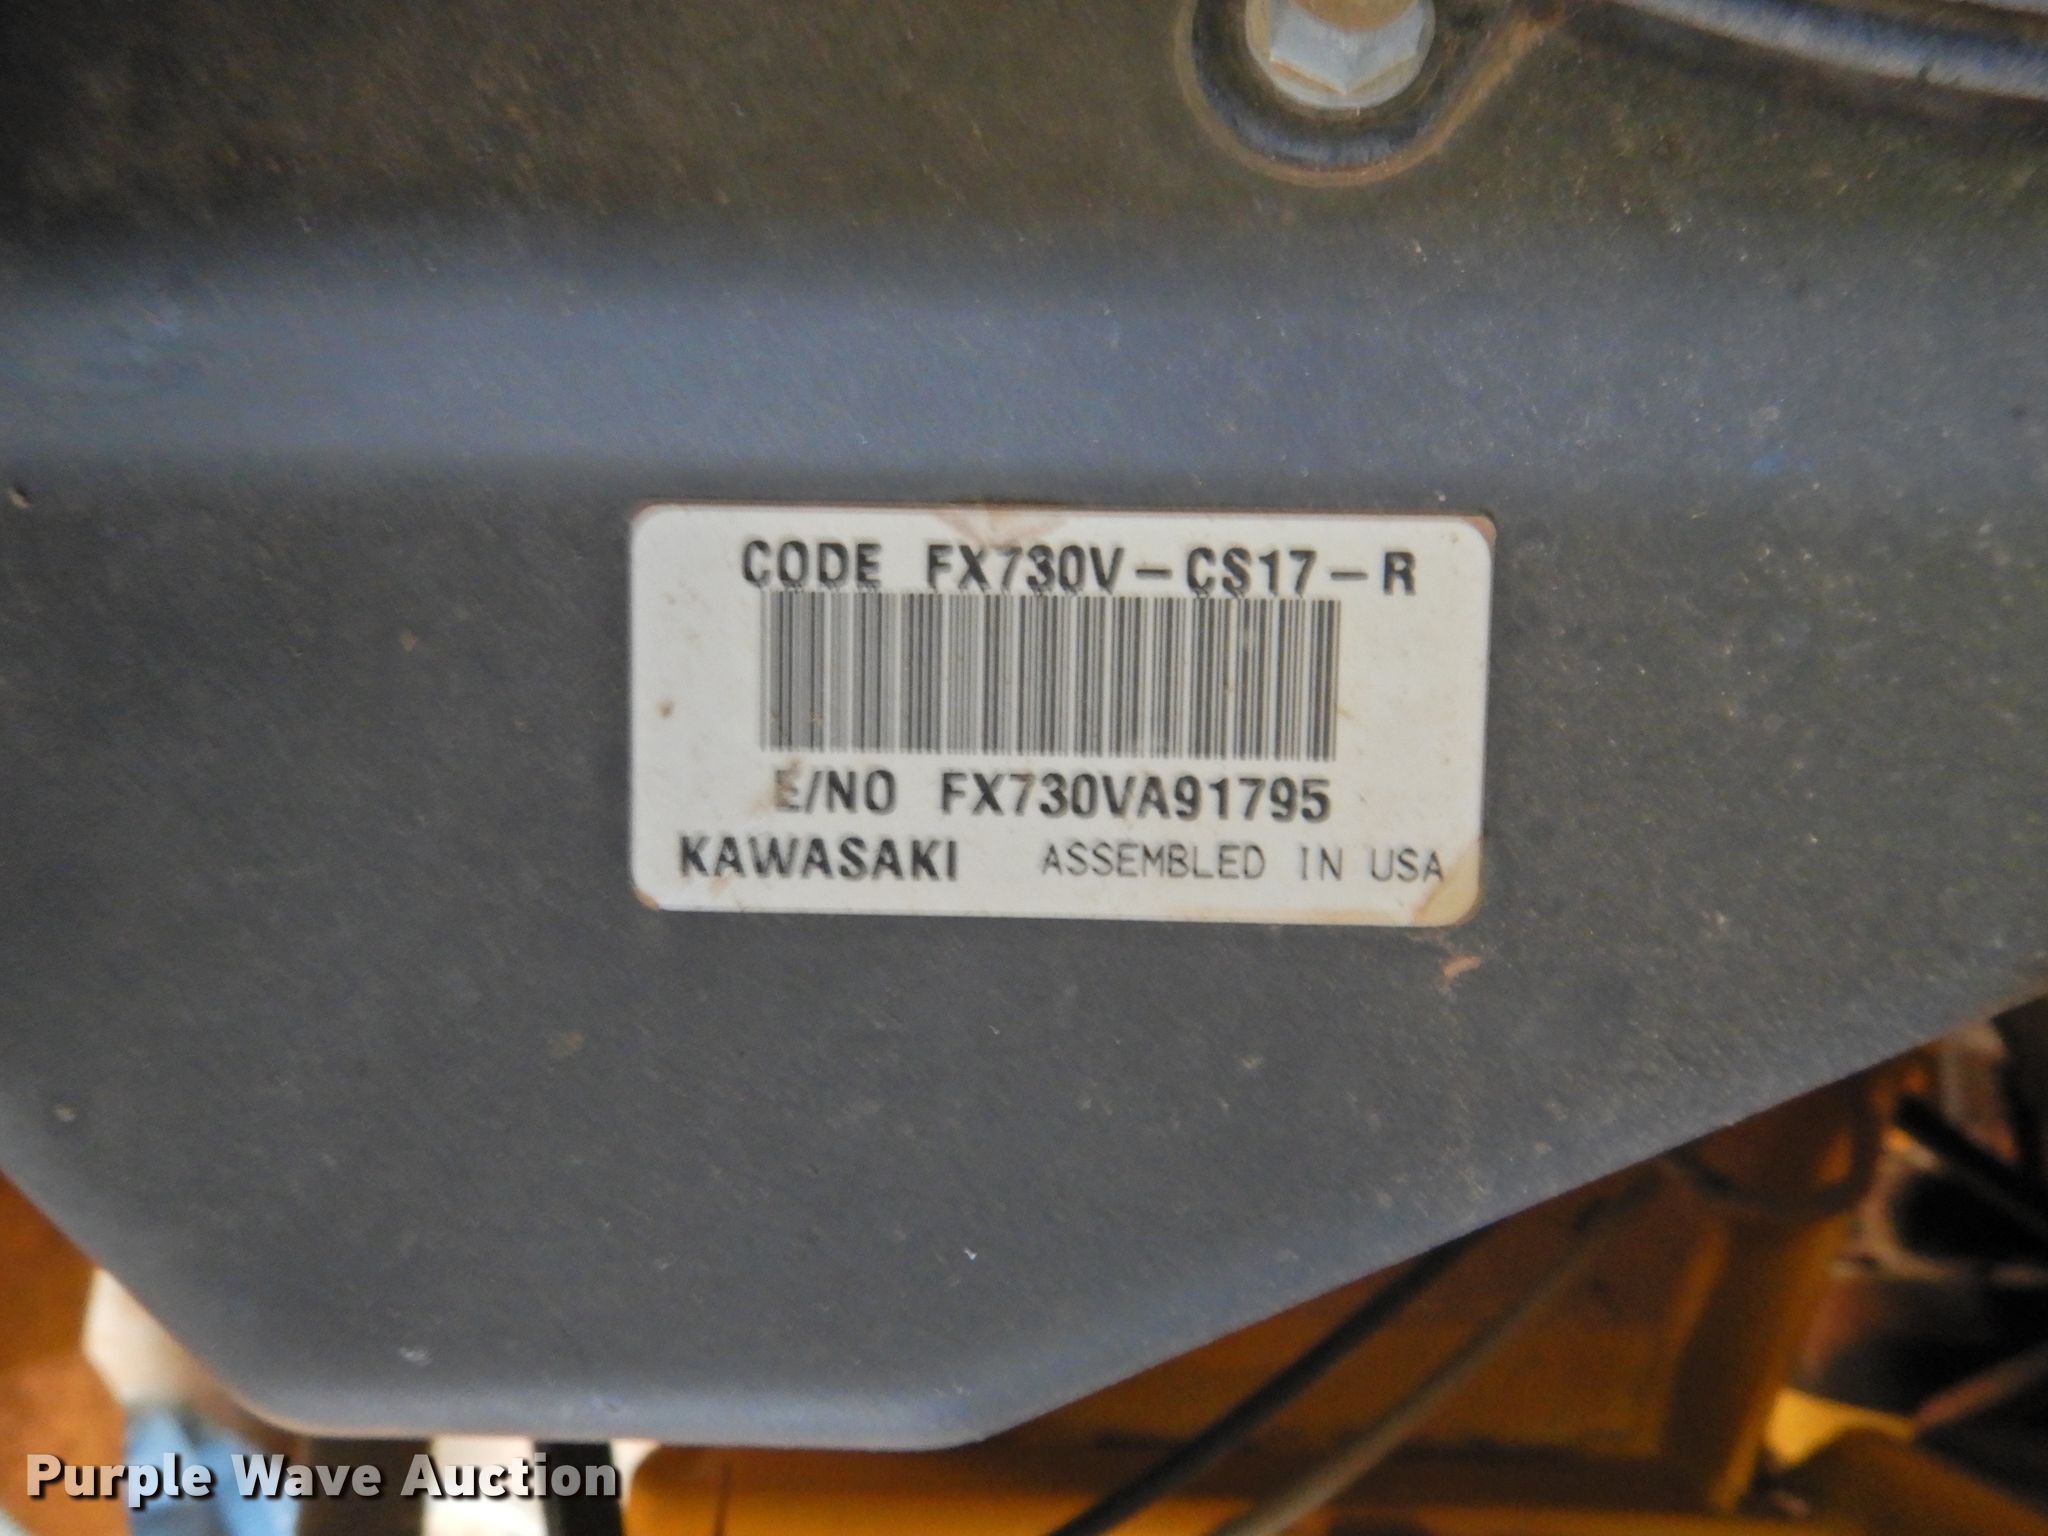 CODE FX730V-CS17-R
E/NO FX730VA91795
KAWASAKI ASSEMBLED IN USA
Purple Wave Auction